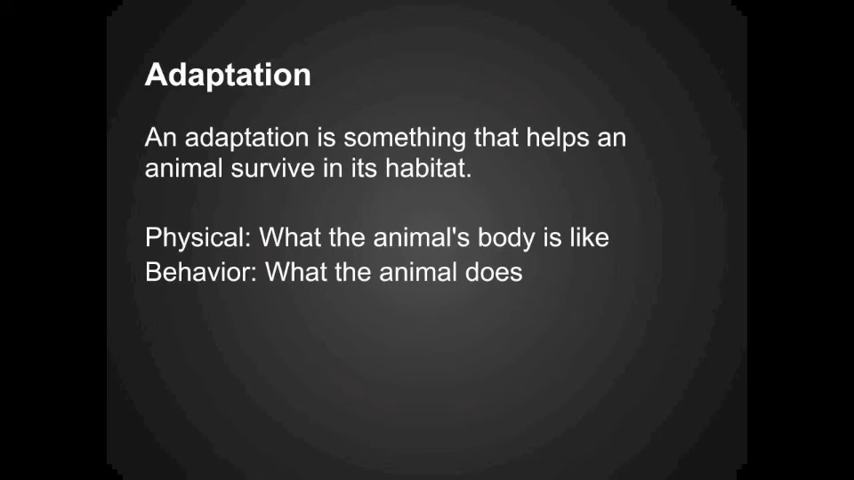 Adaptation
An adaptation is something that helps an
animal survive in its habitat.
Physical: What the animal's body is like
Behavior: What the animal does